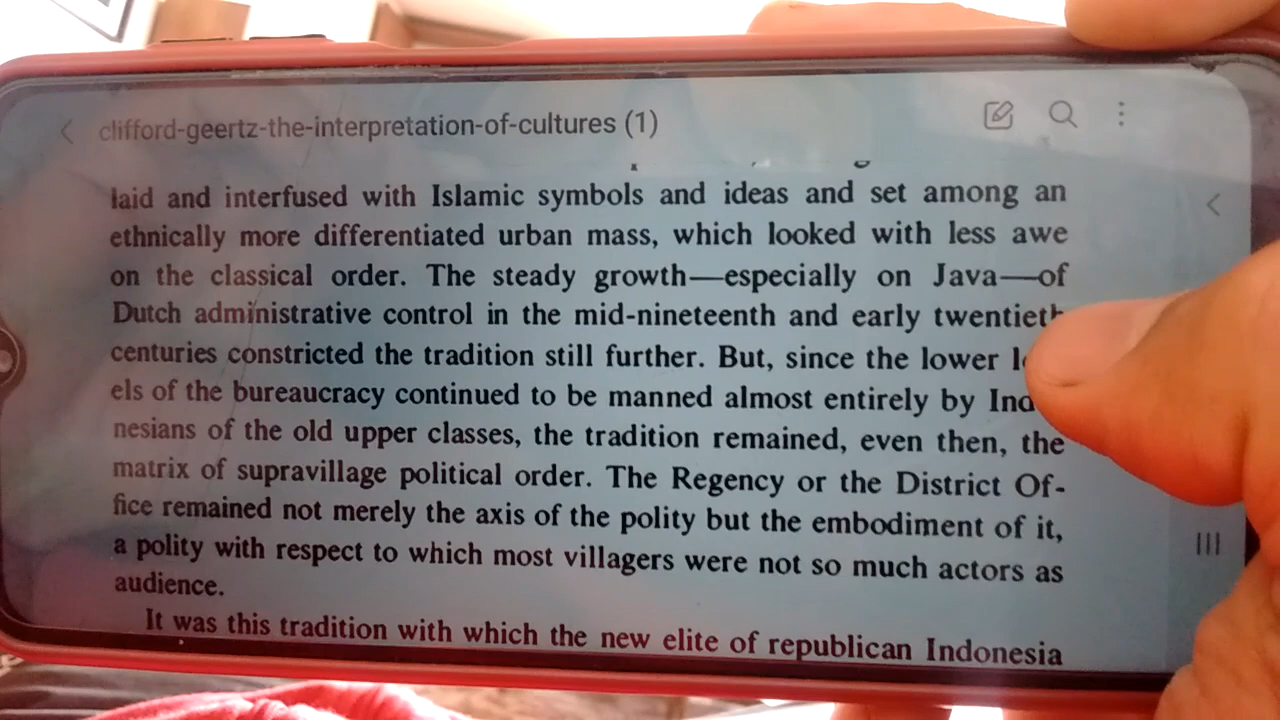 clifford-geertz-the-interpretation-of-cultures (1)
laid and interfused with Islamic symbols and ideas and set among an
ethnically more differentiated urban mass, which looked with less awe
on the classical order. The steady growth—especially on Java—of
Dutch administrative control in the mid-nineteenth and early twentieth
centuries constricted the tradition still further. But, since the lower
els of the bureaucracy continued to be manned almost entirely by
nesians of the old upper classes, the tradition remained, even then, the
matrix of supravillage political order. The Regency or the District Of-
fice remained not merely the axis of the polity but the embodiment of it,
a polity with respect to which most villagers were not so much actors as
audience.
It was this tradition with which the new elite of republican Indonesia